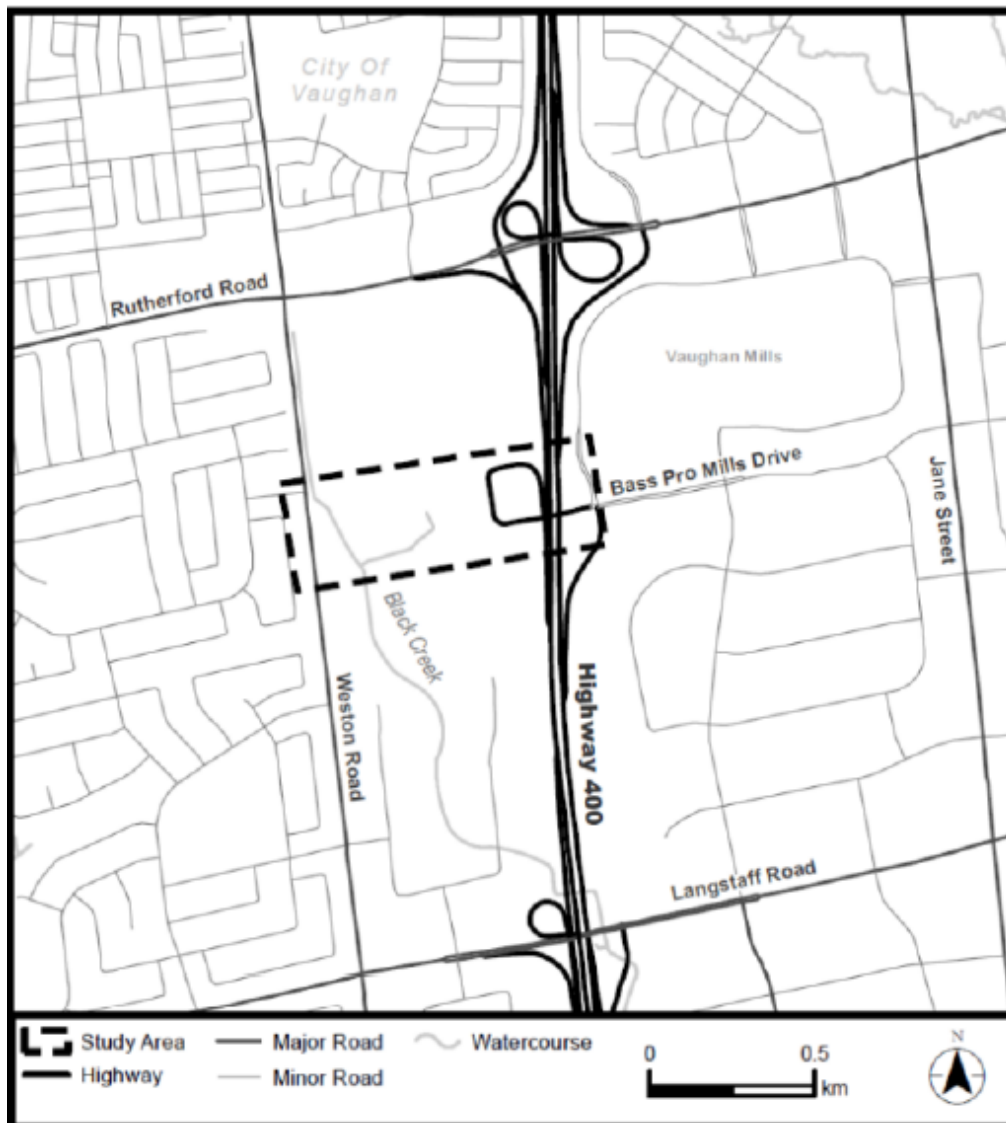 City Of
Vaughan
Rutherford Road
Vaughan Mills
Bass Pro Mills Drive
Jane Street
Black Creek
Weston Road
Highway 400
Langstaff Road
Study Area
Major Road
Watercourse
Highway
Minor Road
0
0.5
km
N